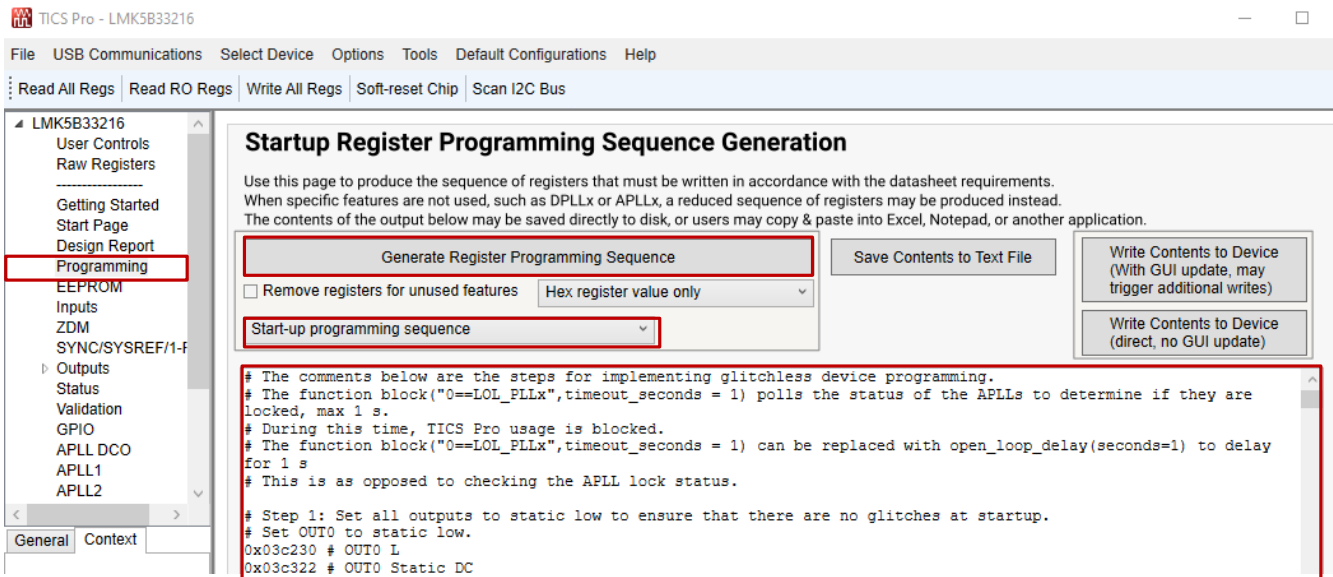 TICS Pro - LMK5B33216
File USB Communications Select Device Options Tools Default Configurations Help
Read All Regs Read RO Regs Write All Regs Soft-reset Chip Scan I2C Bus
LMK5B33216
User Controls
Raw Registers
-----------------
Getting Started
Start Page
Design Report
Programming
EEPROM
Inputs
ZDM
SYNC/SYSREF/1-P
Outputs
Status
Validation
GPIO
APLL DCO
APLL1
APLL2
General Context
Startup Register Programming Sequence Generation
Use this page to produce the sequence of registers that must be written in accordance with the datasheet requirements.
When specific features are not used, such as DPLLx or APLLx, a reduced sequence of registers may be produced instead.
The contents of the output below may be saved directly to disk, or users may copy & paste into Excel, Notepad, or another application.
Generate Register Programming Sequence
Remove registers for unused features Hex register value only
Start-up programming sequence
Save Contents to Text File
Write Contents to Device
(With GUI update, may
trigger additional writes)
Write Contents to Device
(direct, no GUI update)
# The comments below are the steps for implementing glitchless device programming.
# The function block("0==LOL_PLLx",timeout_seconds = 1) polls the status of the APLLs to determine if they are
locked, max 1 s.
# During this time, TICS Pro usage is blocked.
# The function block("0==LOL_PLLx",timeout_seconds = 1) can be replaced with open_loop_delay(seconds=1) to delay
for 1 s
# This is as opposed to checking the APLL lock status.
# Step 1: Set all outputs to static low to ensure that there are no glitches at startup.
# Set OUT0 to static low.
0x03c230 # OUT0 L
0x03c322 # OUT0 Static DC